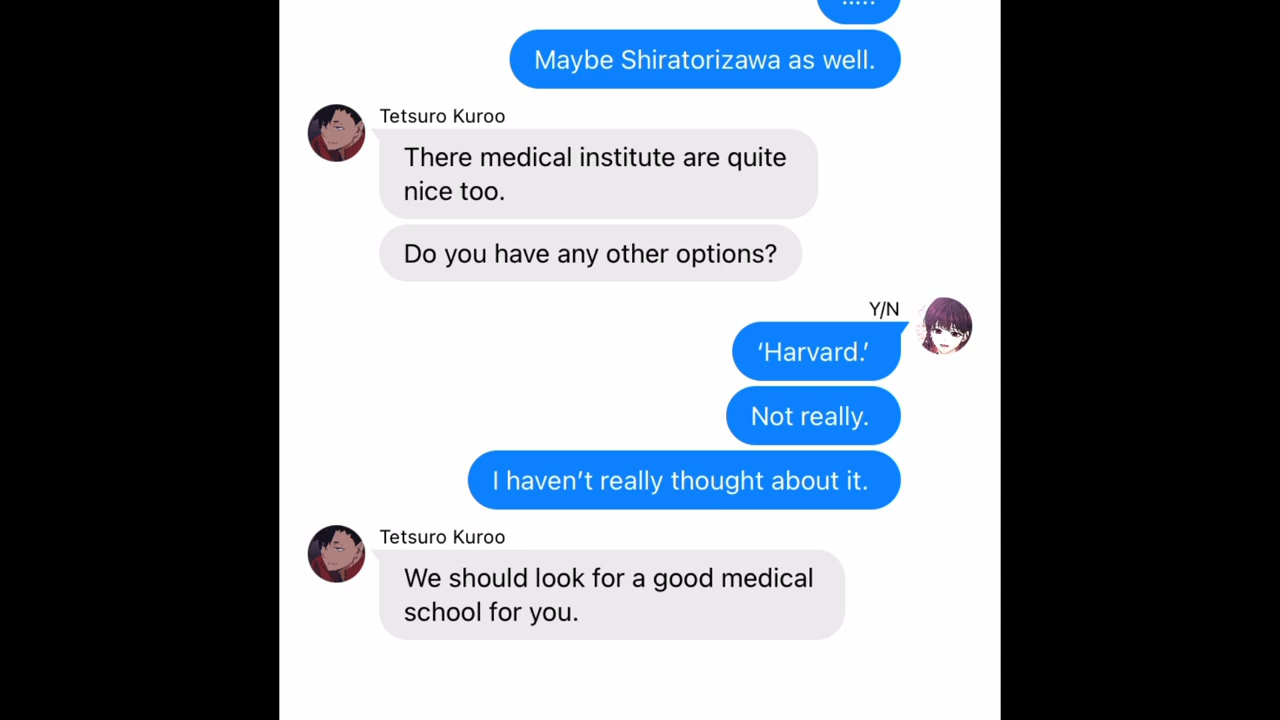 .....
Maybe Shiratorizawa as well.
Tetsuro Kuroo
There medical institute are quite
nice too.
Do you have any other options?
Y/N
‘Harvard.’
Not really.
I haven’t really thought about it.
Tetsuro Kuroo
We should look for a good medical
school for you.